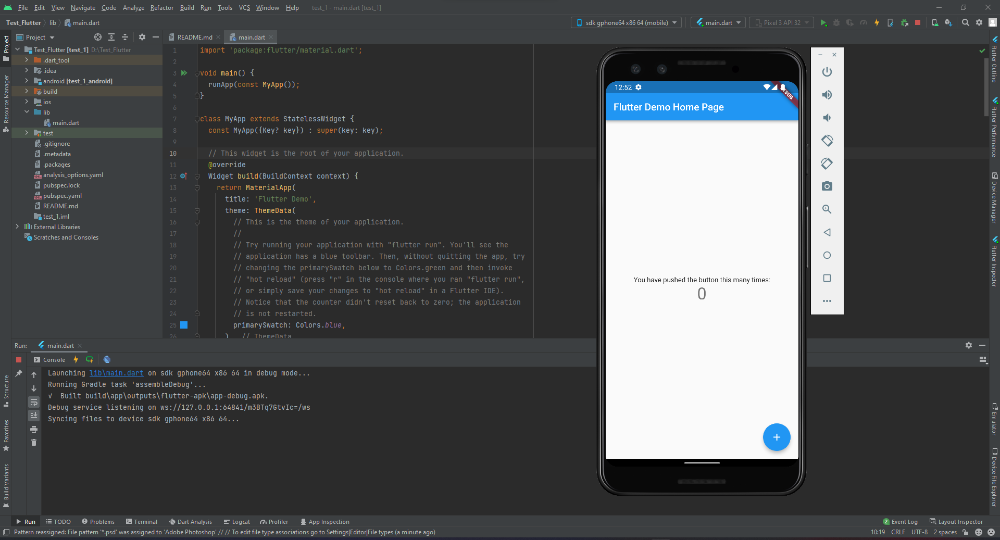 File Edit View Navigate Code Analyze Refactor Build Run Tools VCS Window Help test_1 - main.dart [test_1]
Test_Flutter lib main.dart
sdk gphone64 x86 64 (mobile) main.dart Pixel 3 API 32
Project
README.md main.dart
Test_Flutter [test_1] D:\Test_Flutter
.dart_tool
.idea
android [test_1_android]
build
ios
lib
main.dart
test
.gitignore
.metadata
.packages
analysis_options.yaml
pubspec.lock
pubspec.yaml
README.md
test_1.iml
External Libraries
Scratches and Consoles
Project
Resource Manager
Structure
Favorites
Build Variants
1 import 'package:flutter/material.dart';
2
3 void main() {
4 runApp(const MyApp());
5 }
6
7 class MyApp extends StatelessWidget {
8 const MyApp({Key? key}) : super(key: key);
9
10 // This widget is the root of your application.
11 @override
12 Widget build(BuildContext context) {
13 return MaterialApp(
14 title: 'Flutter Demo',
15 theme: ThemeData(
16 // This is the theme of your application.
17 //
18 // Try running your application with "flutter run". You'll see the
19 // application has a blue toolbar. Then, without quitting the app, try
20 // changing the primarySwatch below to Colors.green and then invoke
21 // "hot reload" (press "r" in the console where you ran "flutter run",
22 // or simply save your changes to "hot reload" in a Flutter IDE).
23 // Notice that the counter didn't reset back to zero; the application
24 // is not restarted.
25 primarySwatch: Colors.blue,
26 ) // ThemeData
12:52
Flutter Demo Home Page
You have pushed the button this many times:
0
+
Flutter Outline
Flutter Performance
Device Manager
Flutter Inspector
Emulator
Device File Explorer
Run: main.dart
Console
Launching lib\main.dart on sdk gphone64 x86 64 in debug mode...
Running Gradle task 'assembleDebug'...
√ Built build\app\outputs\flutter-apk\app-debug.apk.
Debug service listening on ws://127.0.0.1:64841/m3BTq7GtvIc=/ws
Syncing files to device sdk gphone64 x86 64...
Run TODO Problems Terminal Dart Analysis Logcat Profiler App Inspection 2 Event Log Layout Inspector
Pattern reassigned: File pattern '*.psd' was assigned to 'Adobe Photoshop' // // To edit file type associations go to Settings|Editor|File types (a minute ago) 10:19 CRLF UTF-8 2 spaces